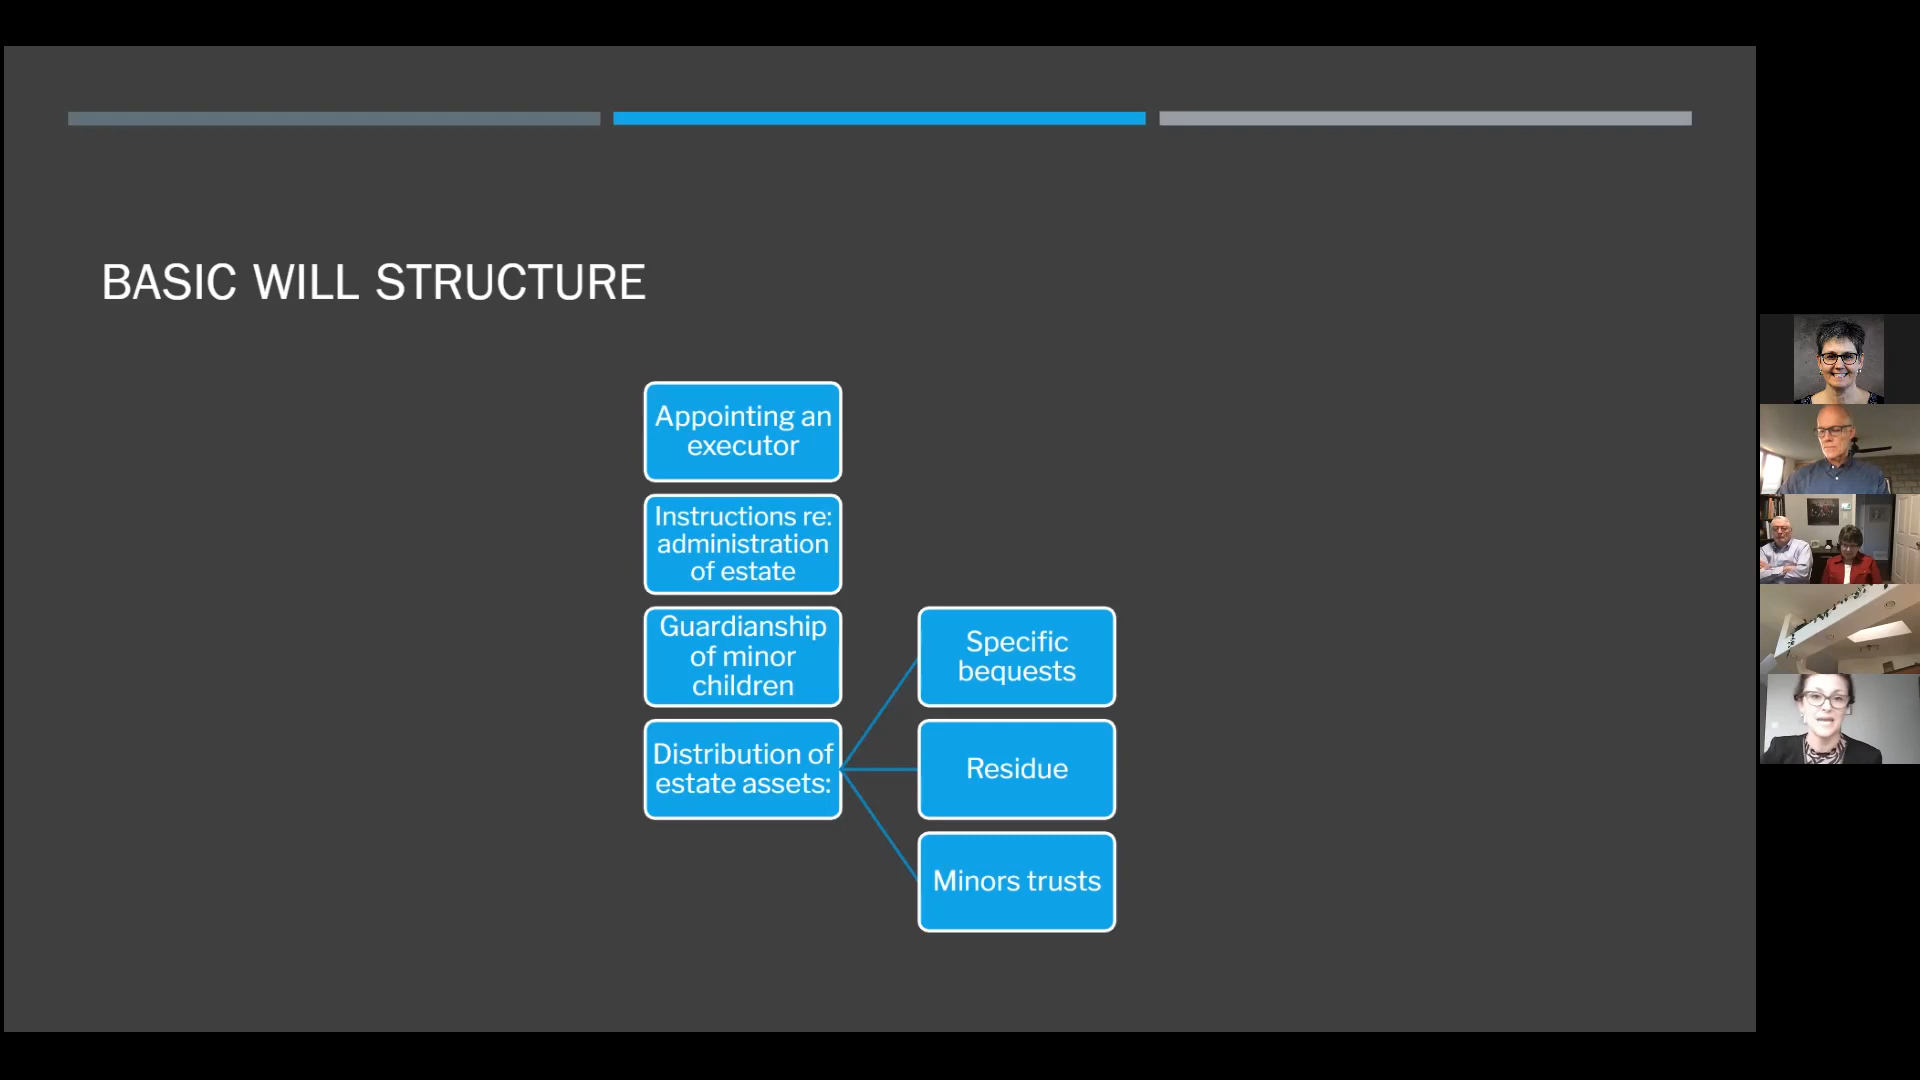 BASIC WILL STRUCTURE
Appointing an
executor
Instructions re:
administration
of estate
Guardianship
of minor
children
Distribution of
estate assets:
Specific
bequests
Residue
Minors trusts